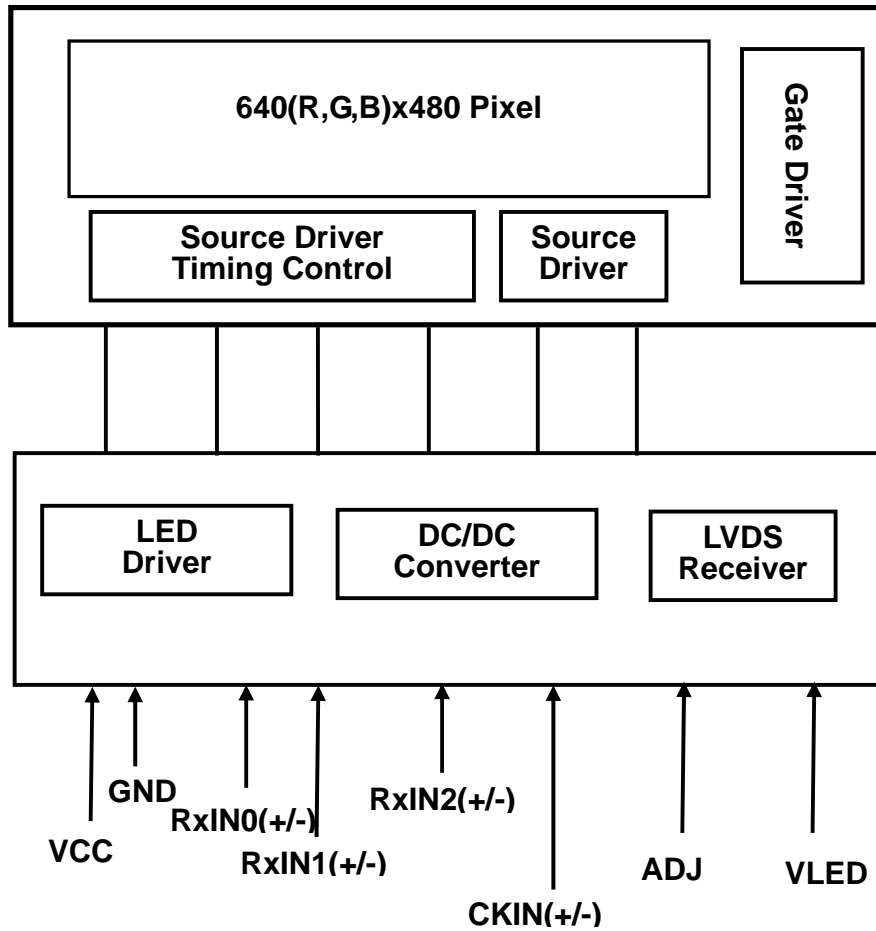 640(R,G,B)x480 Pixel
Gate Driver
Source Driver
Timing Control
Source
Driver
LED
Driver
DC/DC
Converter
LVDS
Receiver
GND
VCC
RxIN0(+/-)
RxIN1(+/-)
RxIN2(+/-)
CKIN(+/-)
ADJ
VLED